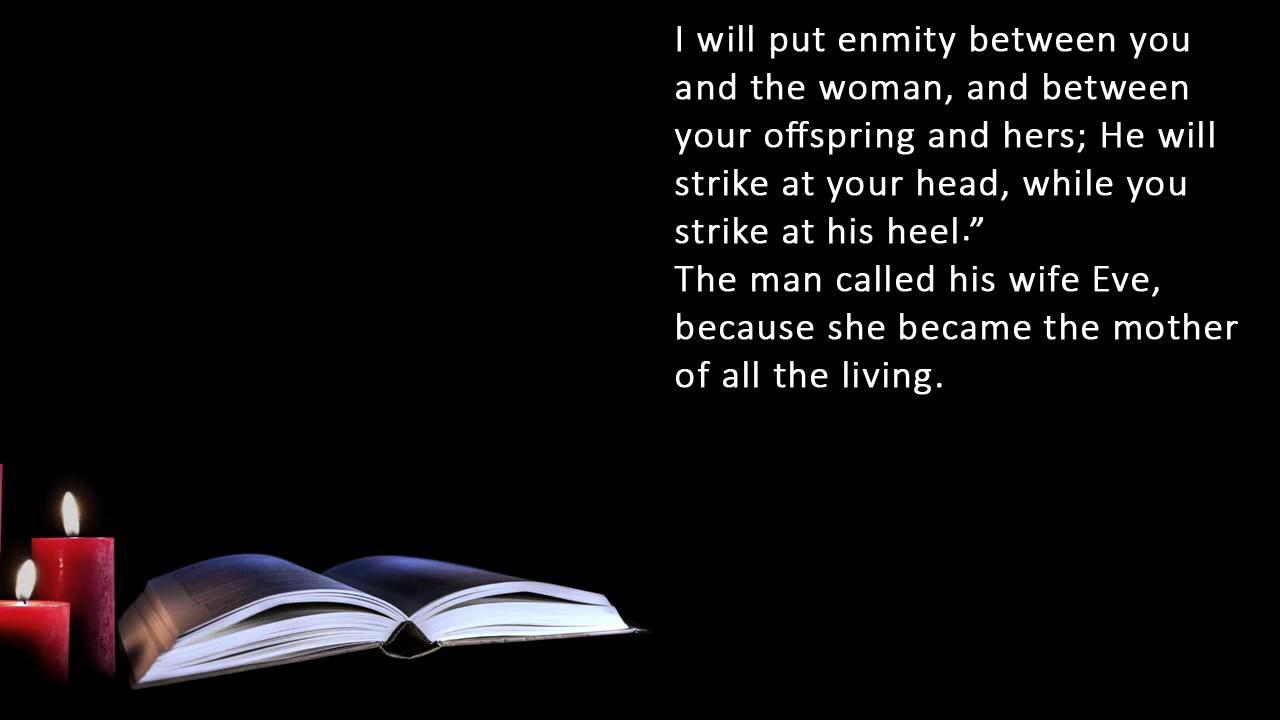 I will put enmity between you
and the woman, and between
your offspring and hers; He will
strike at your head, while you
strike at his heel.”
The man called his wife Eve,
because she became the mother
of all the living.